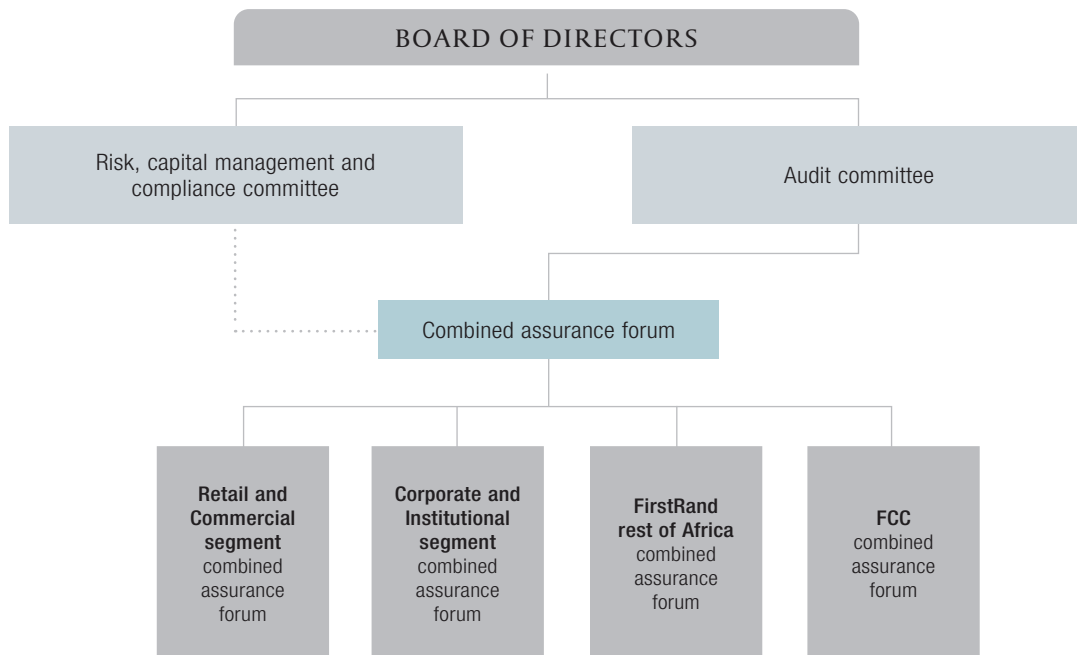 BOARD OF DIRECTORS
Risk, capital management and
compliance committee
Audit committee
Combined assurance forum
Retail and
Commercial
segment
combined
assurance
forum
Corporate and
Institutional
segment
combined
assurance
forum
FirstRand
rest of Africa
combined
assurance
forum
FCC
combined
assurance
forum